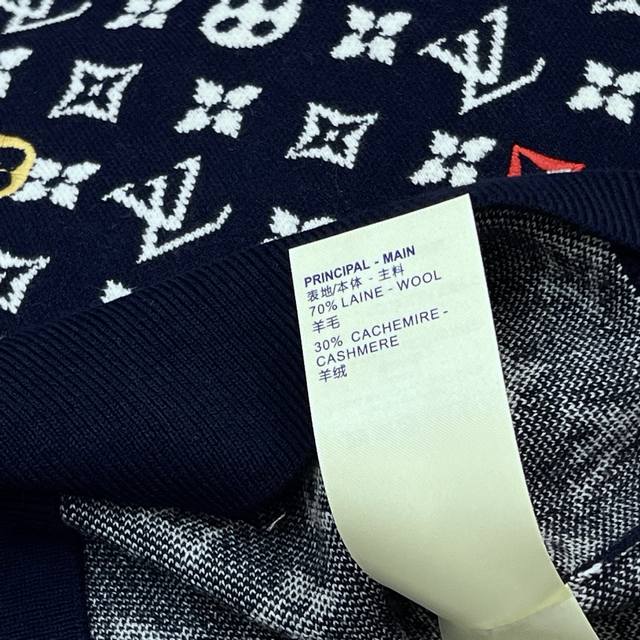 PRINCIPAL - MAIN
表地/本体 - 主料
70% LAINE - WOOL
羊毛
30% CACHEMIRE -
CASHMERE
羊绒